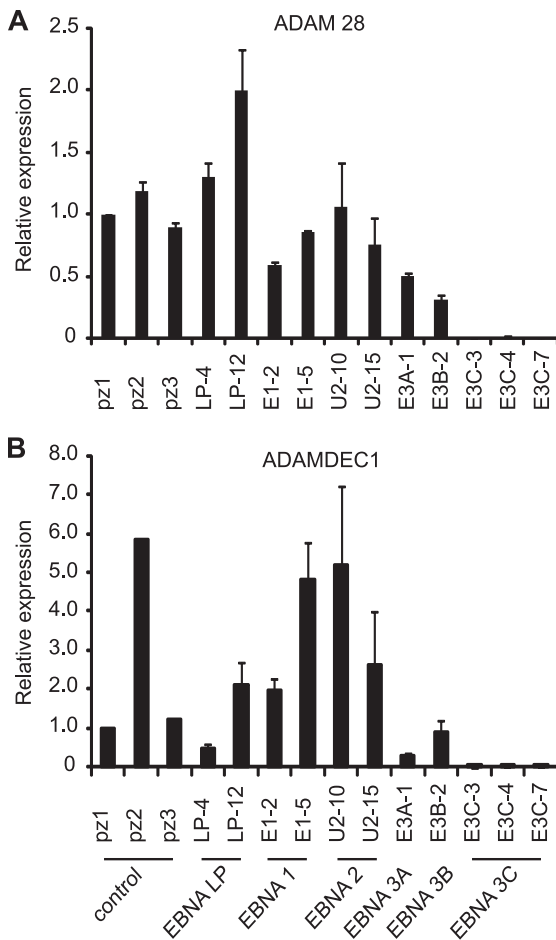 A
ADAM 28
Relative expression
2.5
2.0
1.5
1.0
0.5
0
pz1
pz2
pz3
LP-4
LP-12
E1-2
E1-5
U2-10
U2-15
E3A-1
E3B-2
E3C-3
E3C-4
E3C-7
B
ADAMDEC1
Relative expression
8.0
7.0
6.0
5.0
4.0
3.0
2.0
1.0
0
pz1
pz2
pz3
LP-4
LP-12
E1-2
E1-5
U2-10
U2-15
E3A-1
E3B-2
E3C-3
E3C-4
E3C-7
control
EBNA LP
EBNA 1
EBNA 2
EBNA 3A
EBNA 3B
EBNA 3C